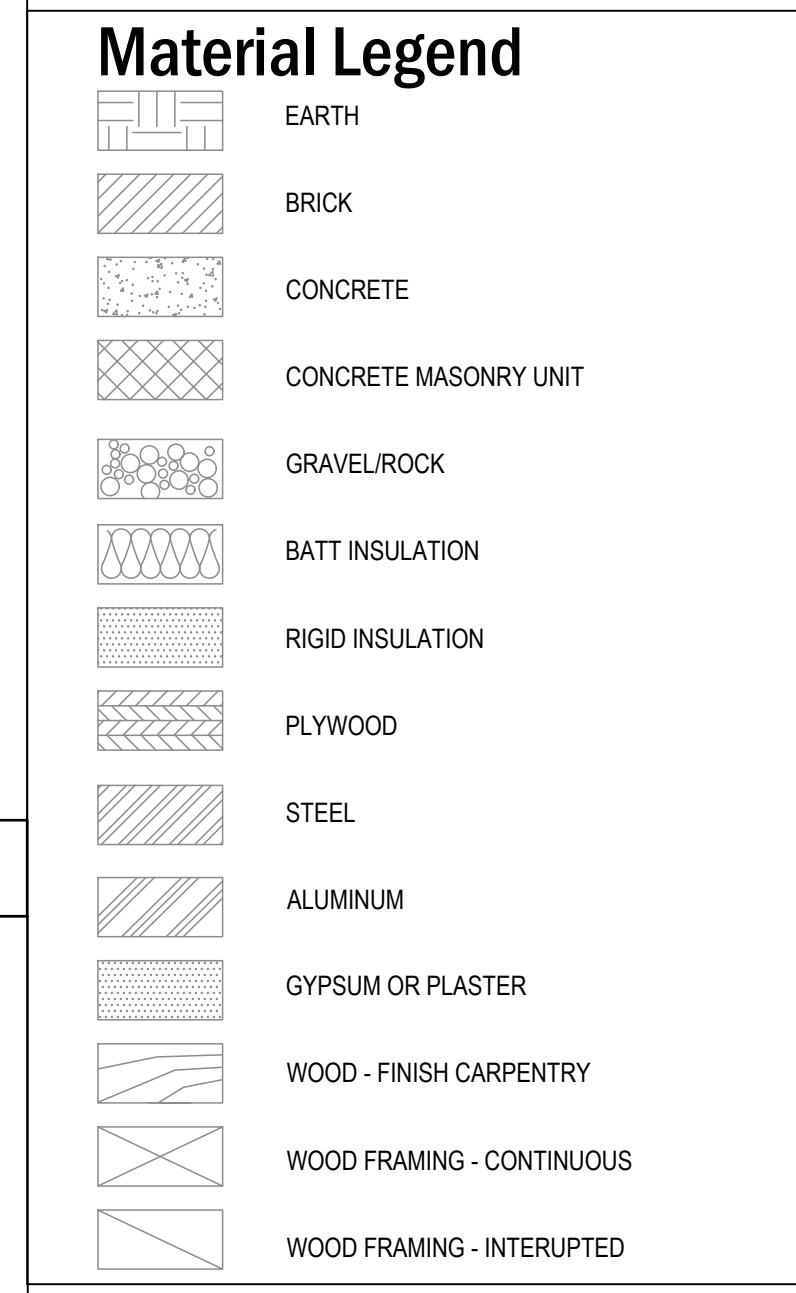 Material Legend
EARTH
BRICK
CONCRETE
CONCRETE MASONRY UNIT
GRAVEL/ROCK
BATT INSULATION
RIGID INSULATION
PLYWOOD
STEEL
ALUMINUM
GYPSUM OR PLASTER
WOOD - FINISH CARPENTRY
WOOD FRAMING - CONTINUOUS
WOOD FRAMING - INTERUPTED